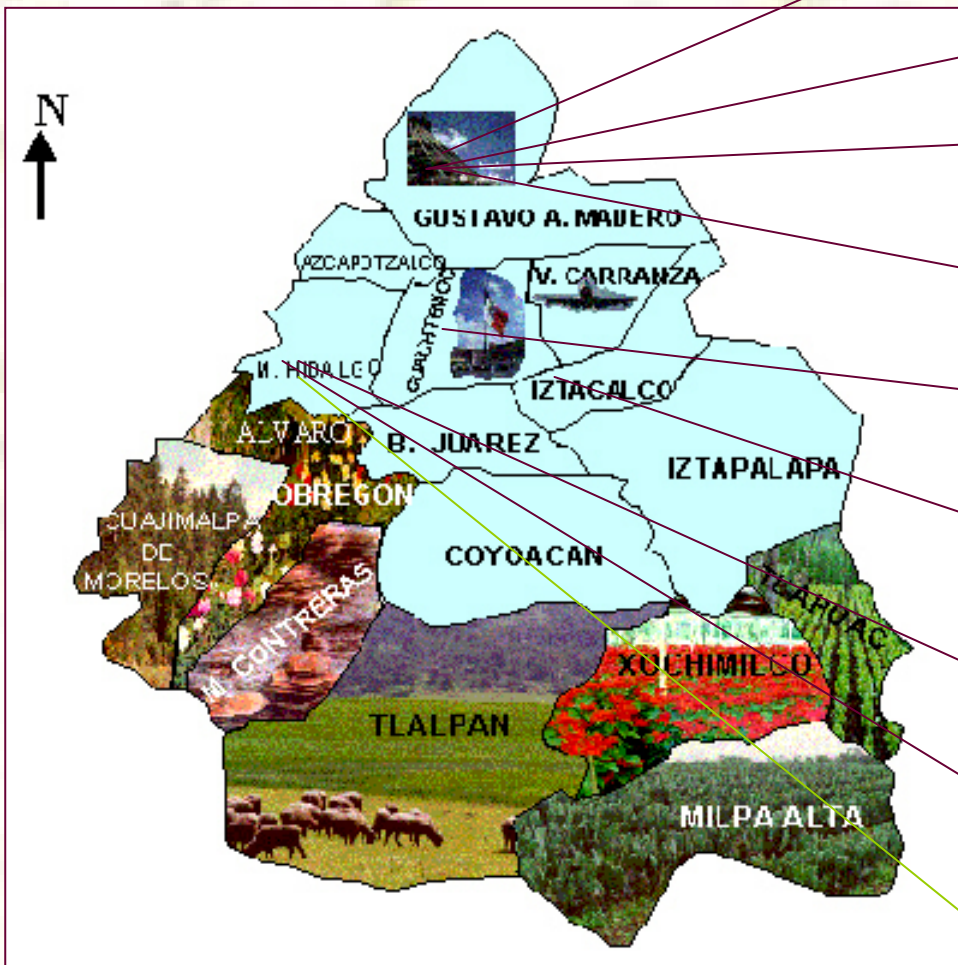 N
GUSTAVO A. MADERO
AZCAPOTZALCO
V. CARRANZA
CUAUHTEMOC
M. HIDALGO
IZTACALCO
ALVARO
OBREGON
B. JUAREZ
IZTAPALAPA
CUAJIMALPA
DE
MORELOS
COYOACAN
M. CONTRERAS
TLAHUAC
XOCHIMILCO
TLALPAN
MILPA ALTA